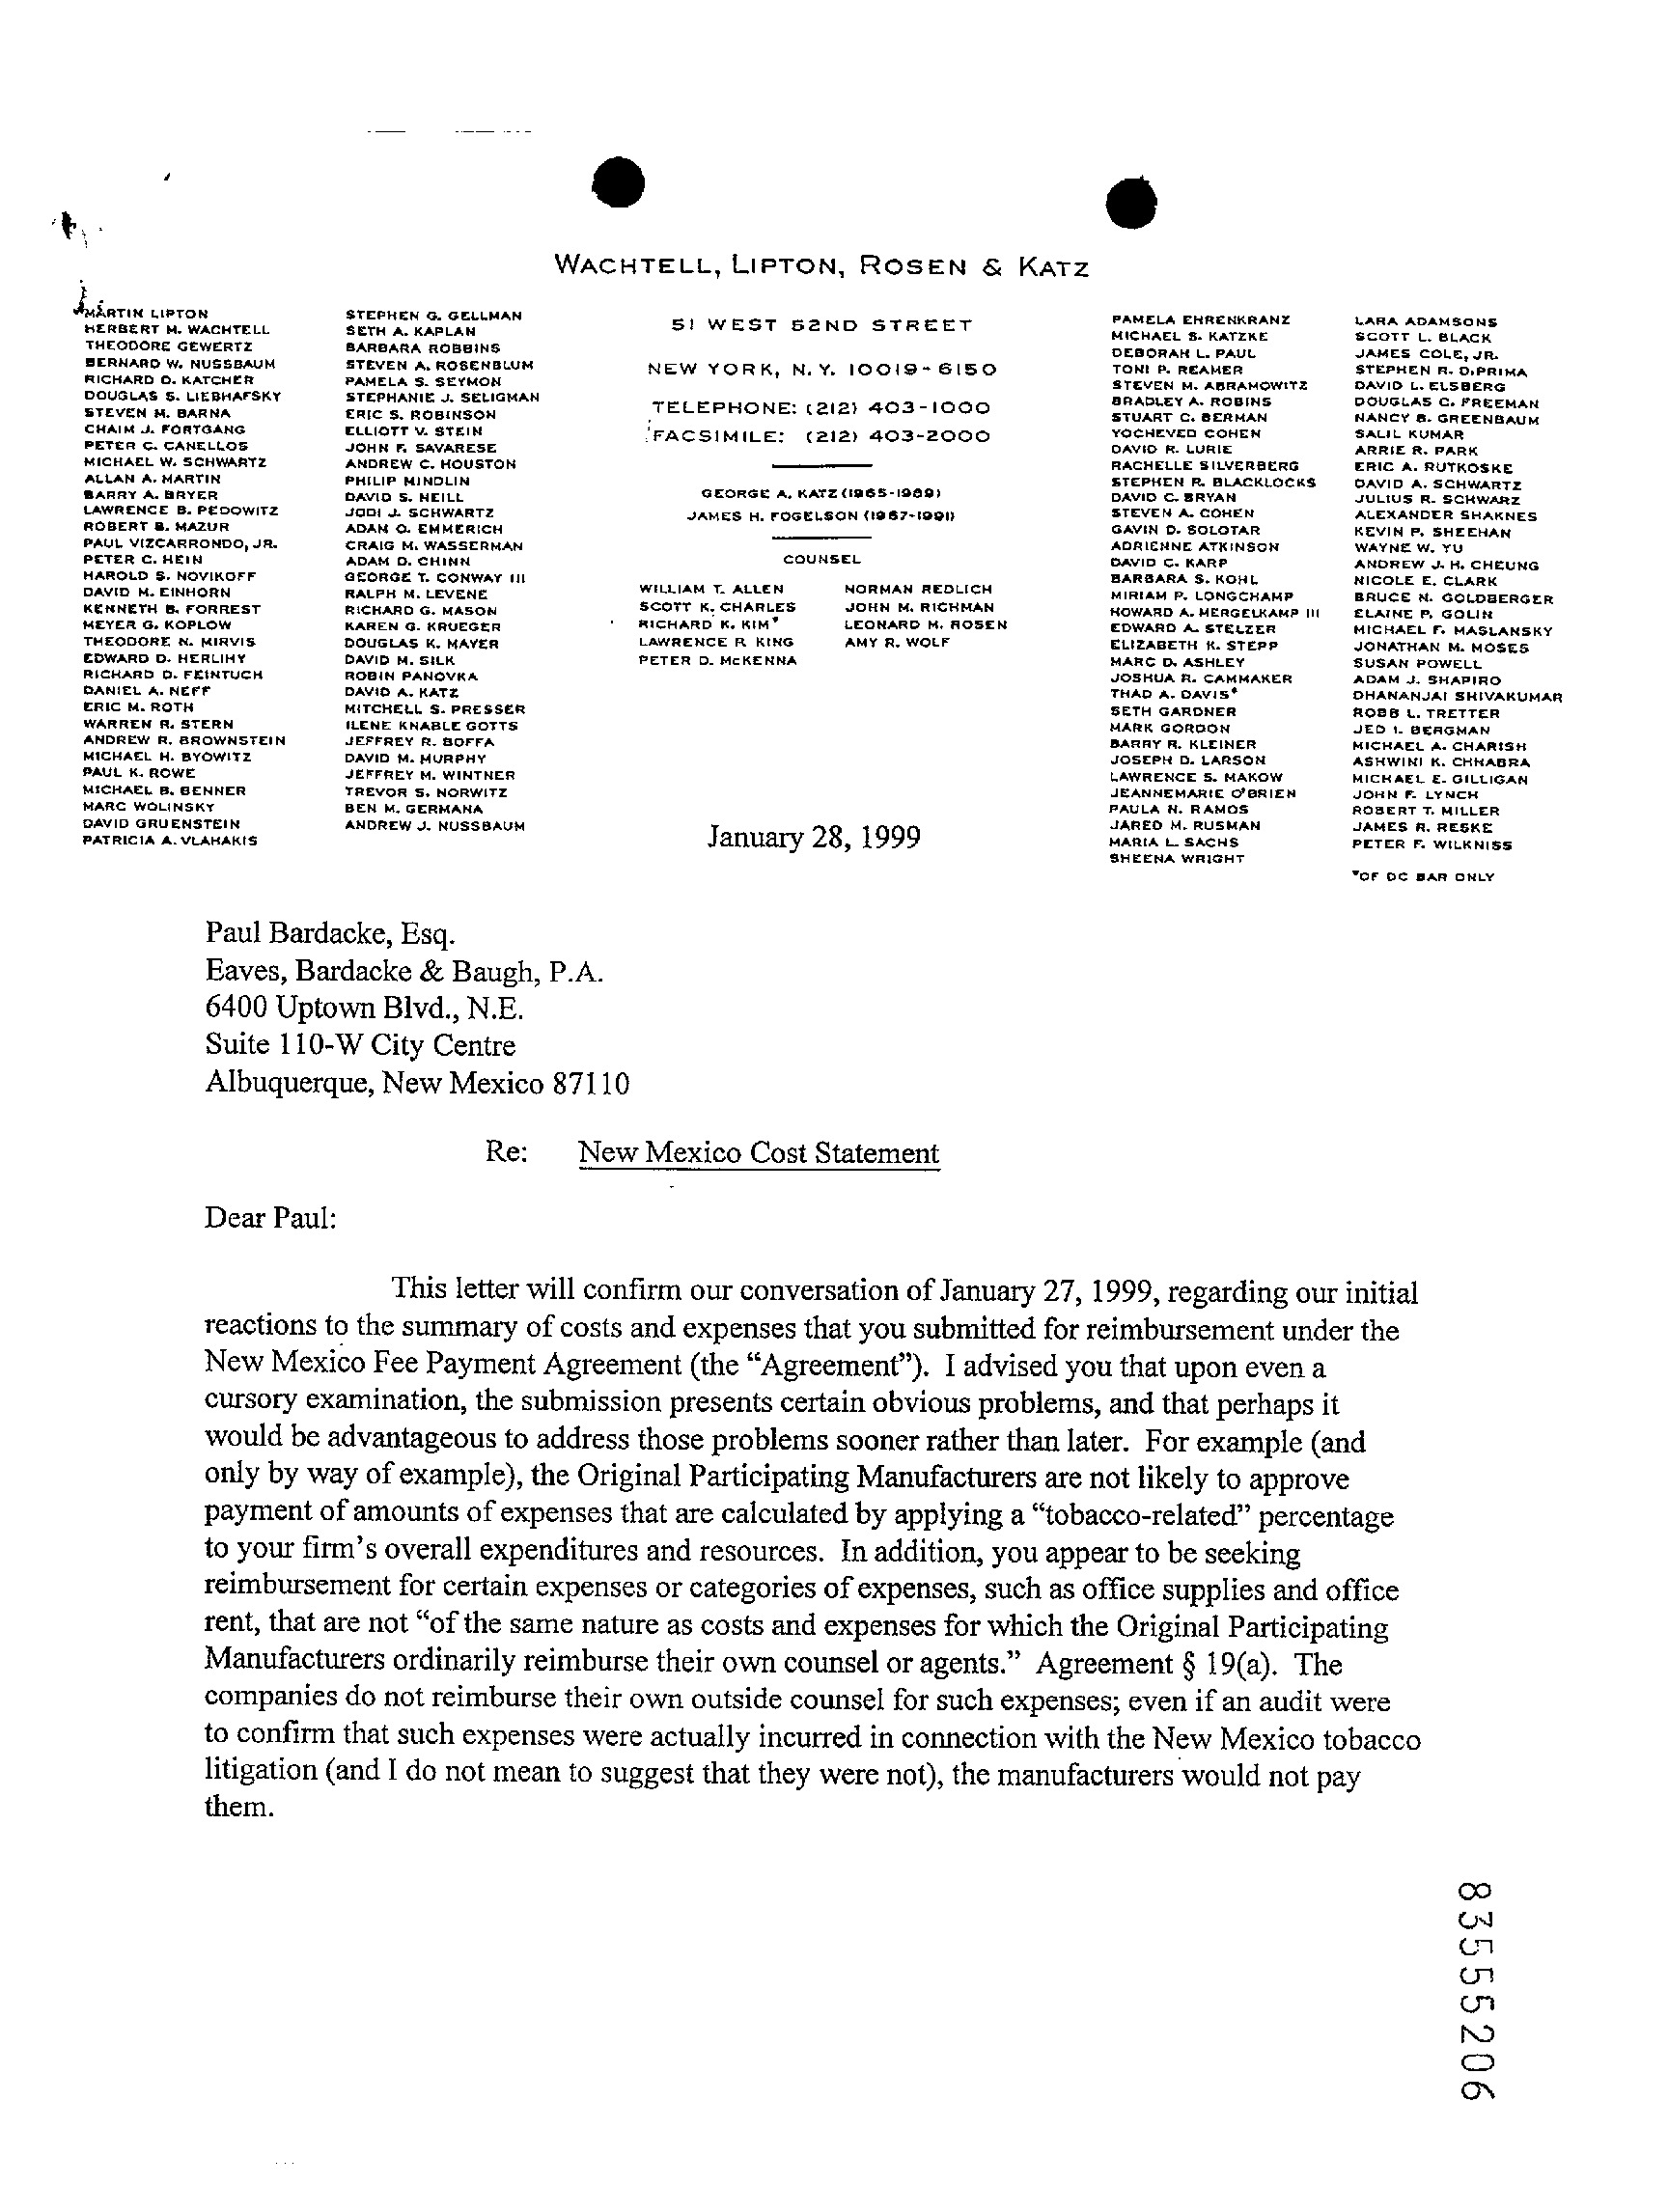 WACHTELL, LIPTON, ROSEN & KATZ
MARTIN LIPTON
HERBERT M. WACHTELL
THEODORE GEWERTZ
BERNARD W. NUSSBAUM
RICHARD D. KATCHER
DOUGLAS S. LIEBHAFSKY
STEVEN M. BARNA
CHAIM J. FORTGANG
PETER C. CANELLOS
MICHAEL W. SCHWARTZ
ALLAN A. MARTIN
BARRY A. BRYER
LAWRENCE B. PEDOWITZ
ROBERT B. MAZUR
PAUL VIZCARRONDO, JR.
PETER C. HEIN
HAROLD S. NOVIKOFF
DAVID M. EINHORN
KENNETH B. FORREST
MEYER G. KOPLOW
THEODORE N. MIRVIS
EDWARD D. HERLIHY
RICHARD D. FEINTUCH
DANIEL A. NEFF
ERIC M. ROTH
WARREN R. STERN
ANDREW R. BROWNSTEIN
MICHAEL H. BYOWITZ
PAUL K. ROWE
MICHAEL B. BENNER
MARC WOLINSKY
DAVID GRUENSTEIN
PATRICIA A. VLAHAKIS
STEPHEN G. GELLMAN
SETH A. KAPLAN
BARBARA ROBBINS
STEVEN A. ROSENBLUM
PAMELA S. SEYMON
STEPHANIE J. SELIGMAN
ERIC S. ROBINSON
ELLIOTT V. STEIN
JOHN F. SAVARESE
ANDREW C. HOUSTON
PHILIP MINDLIN
DAVID S. NEILL
JODI J. SCHWARTZ
ADAM O. EMMERICH
CRAIG M. WASSERMAN
ADAM D. CHINN
GEORGE T. CONWAY III
RALPH M. LEVENE
RICHARD G. MASON
KAREN G. KRUEGER
DOUGLAS K. MAYER
DAVID M. SILK
ROBIN PANOVKA
DAVID A. KATZ
MITCHELL S. PRESSER
ILENE KNABLE GOTTS
JEFFREY R. BOFFA
DAVID M. MURPHY
JEFFREY M. WINTNER
TREVOR S. NORWITZ
BEN M. GERMANA
ANDREW J. NUSSBAUM
51 WEST 52ND STREET
NEW YORK, N.Y. 10019-6150
TELEPHONE: (212) 403-1000
FACSIMILE: (212) 403-2000
GEORGE A. KATZ (1965-1989)
JAMES H. FOGELSON (1967-1991)
COUNSEL
WILLIAM T. ALLEN
SCOTT K. CHARLES
RICHARD K. KIM*
LAWRENCE R. KING
PETER D. McKENNA
NORMAN REDLICH
JOHN M. RICHMAN
LEONARD M. ROSEN
AMY R. WOLF
PAMELA EHRENKRANZ
MICHAEL S. KATZKE
DEBORAH L. PAUL
TONI P. REAMER
STEVEN M. ABRAMOWITZ
BRADLEY A. ROBINS
STUART C. BERMAN
YOCHEVED COHEN
DAVID R. LURIE
RACHELLE SILVERBERG
STEPHEN R. BLACKLOCKS
DAVID C. BRYAN
STEVEN A. COHEN
GAVIN D. SOLOTAR
ADRIENNE ATKINSON
DAVID C. KARP
BARBARA S. KOHL
MIRIAM P. LONGCHAMP
HOWARD A. MERGELKAMP III
EDWARD A. STELZER
ELIZABETH K. STEPP
MARC D. ASHLEY
JOSHUA R. CAMMAKER
THAD A. DAVIS*
SETH GARDNER
MARK GORDON
BARRY R. KLEINER
JOSEPH D. LARSON
LAWRENCE S. MAKOW
JEANNEMARIE O'BRIEN
PAULA N. RAMOS
JARED M. RUSMAN
MARIA L. SACHS
SHEENA WRIGHT
LARA ADAMSONS
SCOTT L. BLACK
JAMES COLE, JR.
STEPHEN R. DiPRIMA
DAVID L. ELSBERG
DOUGLAS C. FREEMAN
NANCY B. GREENBAUM
SALIL KUMAR
ARRIE R. PARK
ERIC A. RUTKOSKE
DAVID A. SCHWARTZ
JULIUS R. SCHWARZ
ALEXANDER SHAKNES
KEVIN P. SHEEHAN
WAYNE W. YU
ANDREW J. H. CHEUNG
NICOLE E. CLARK
BRUCE N. GOLDBERGER
ELAINE P. GOLIN
MICHAEL F. MASLANSKY
JONATHAN M. MOSES
SUSAN POWELL
ADAM J. SHAPIRO
DHANANJAI SHIVAKUMAR
ROBB L. TRETTER
JED I. BERGMAN
MICHAEL A. CHARISH
ASHWINI K. CHHABRA
MICHAEL E. GILLIGAN
JOHN F. LYNCH
ROBERT T. MILLER
JAMES R. RESKE
PETER F. WILKNISS
*OF DC BAR ONLY
January 28, 1999
Paul Bardacke, Esq.
Eaves, Bardacke & Baugh, P.A.
6400 Uptown Blvd., N.E.
Suite 110-W City Centre
Albuquerque, New Mexico 87110
Re: New Mexico Cost Statement
Dear Paul:
This letter will confirm our conversation of January 27, 1999, regarding our initial
reactions to the summary of costs and expenses that you submitted for reimbursement under the
New Mexico Fee Payment Agreement (the “Agreement”). I advised you that upon even a
cursory examination, the submission presents certain obvious problems, and that perhaps it
would be advantageous to address those problems sooner rather than later. For example (and
only by way of example), the Original Participating Manufacturers are not likely to approve
payment of amounts of expenses that are calculated by applying a “tobacco-related” percentage
to your firm’s overall expenditures and resources. In addition, you appear to be seeking
reimbursement for certain expenses or categories of expenses, such as office supplies and office
rent, that are not “of the same nature as costs and expenses for which the Original Participating
Manufacturers ordinarily reimburse their own counsel or agents.” Agreement § 19(a). The
companies do not reimburse their own outside counsel for such expenses; even if an audit were
to confirm that such expenses were actually incurred in connection with the New Mexico tobacco
litigation (and I do not mean to suggest that they were not), the manufacturers would not pay
them.
83555206